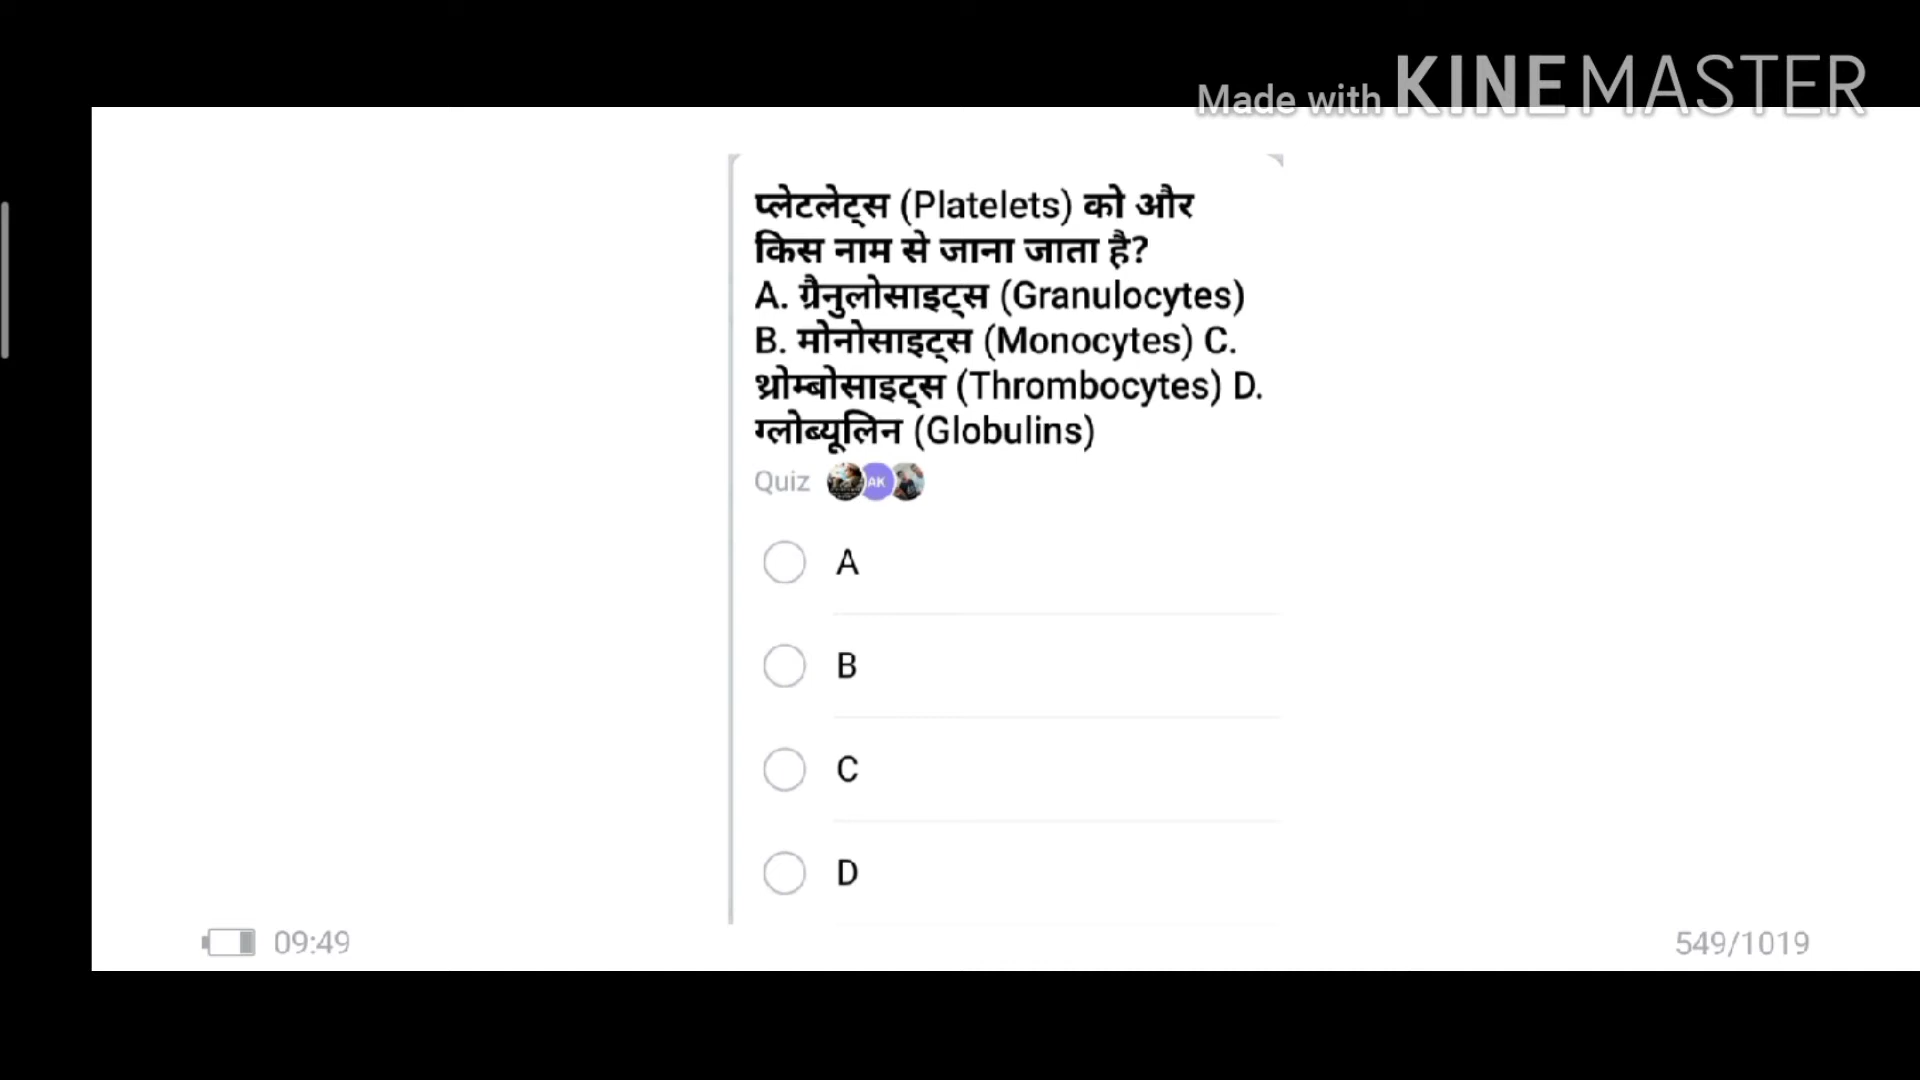 Made with KINEMASTER
प्लेटलेट्स (Platelets) को और
किस नाम से जाना जाता है?
A. ग्रैनुलोसाइट्स (Granulocytes)
B. मोनोसाइट्स (Monocytes) C.
थ्रोम्बोसाइट्स (Thrombocytes) D.
ग्लोब्यूलिन (Globulins)
Quiz AK
A
B
C
D
09:49
549/1019